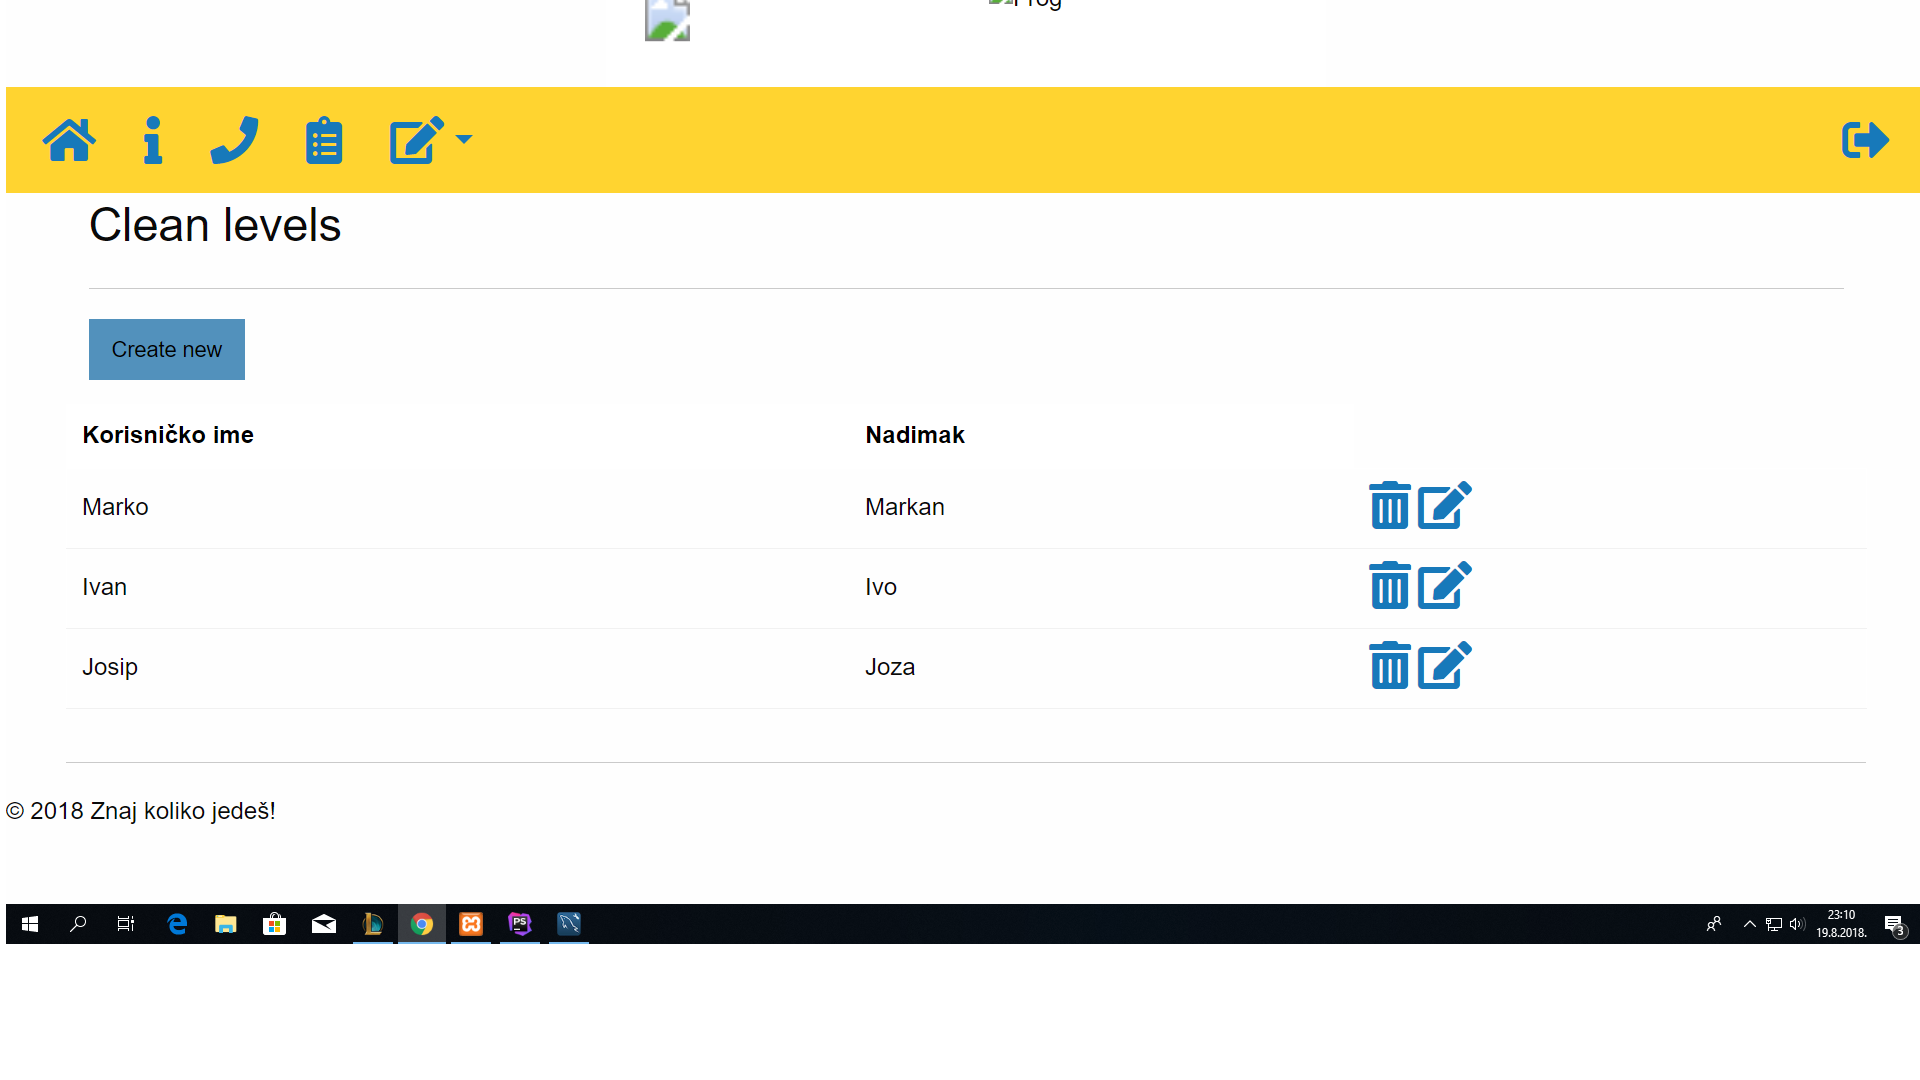 Clean levels
Create new
Korisničko ime Nadimak
Marko Markan
Ivan Ivo
Josip Joza
© 2018 Znaj koliko jedeš!
PS
23:10
19.8.2018.
3